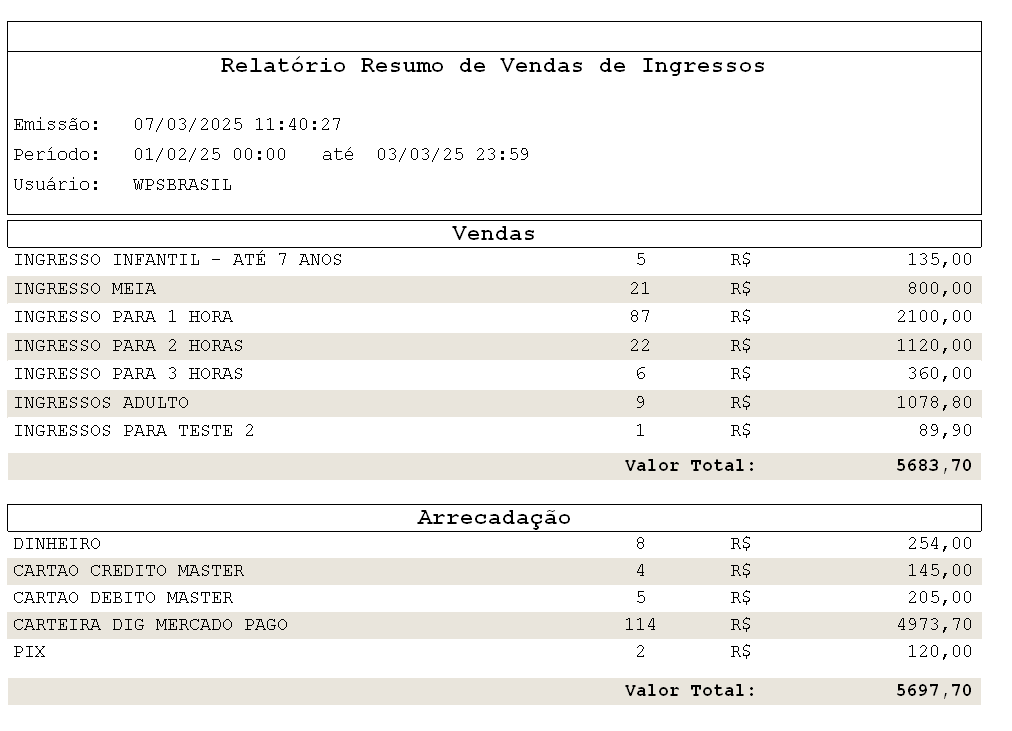 Relatório Resumo de Vendas de Ingressos
Emissão: 07/03/2025 11:40:27
Período: 01/02/25 00:00 até 03/03/25 23:59
Usuário: WPSBRASIL
Vendas
INGRESSO INFANTIL - ATÉ 7 ANOS 5 R$ 135,00
INGRESSO MEIA 21 R$ 800,00
INGRESSO PARA 1 HORA 87 R$ 2100,00
INGRESSO PARA 2 HORAS 22 R$ 1120,00
INGRESSO PARA 3 HORAS 6 R$ 360,00
INGRESSOS ADULTO 9 R$ 1078,80
INGRESSOS PARA TESTE 2 1 R$ 89,90
Valor Total: 5683,70
Arrecadação
DINHEIRO 8 R$ 254,00
CARTAO CREDITO MASTER 4 R$ 145,00
CARTAO DEBITO MASTER 5 R$ 205,00
CARTEIRA DIG MERCADO PAGO 114 R$ 4973,70
PIX 2 R$ 120,00
Valor Total: 5697,70